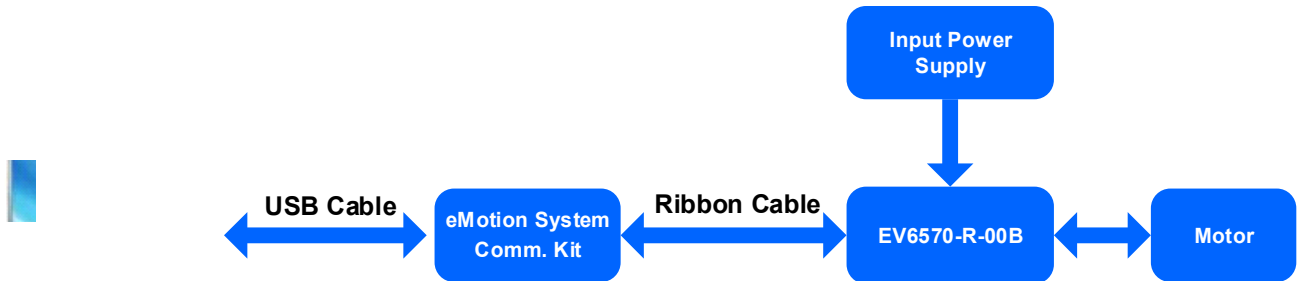 Input Power
Supply
USB Cable
eMotion System
Comm. Kit
Ribbon Cable
EV6570-R-00B
Motor